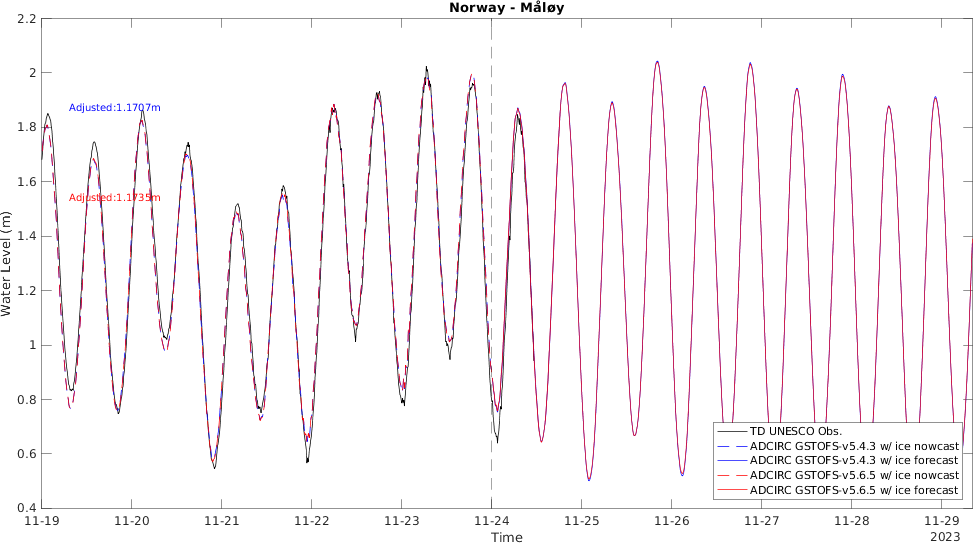 Norway - Måløy
2.2
2
1.8
1.6
1.4
1.2
1
0.8
0.6
0.4
Water Level (m)
Adjusted:1.1707m
Adjusted:1.1735m
TD UNESCO Obs.
ADCIRC GSTOFS-v5.4.3 w/ ice nowcast
ADCIRC GSTOFS-v5.4.3 w/ ice forecast
ADCIRC GSTOFS-v5.6.5 w/ ice nowcast
ADCIRC GSTOFS-v5.6.5 w/ ice forecast
11-19 11-20 11-21 11-22 11-23 11-24 11-25 11-26 11-27 11-28 11-29
Time 2023